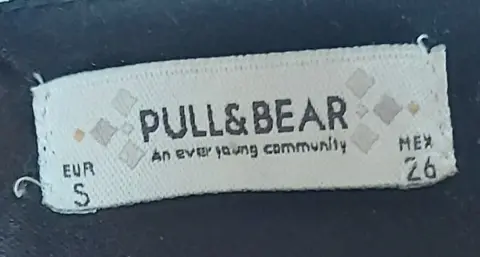 PULL&BEAR
An ever young community
EUR MEX
S 26